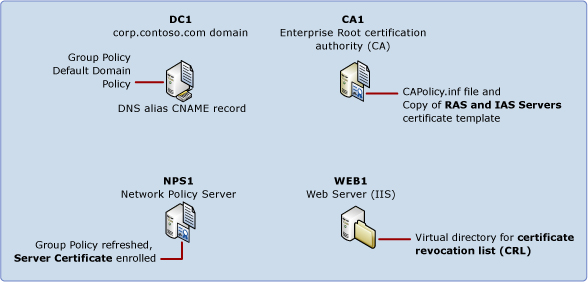 DC1
corp.contoso.com domain
Group Policy
Default Domain
Policy
DNS alias CNAME record
CA1
Enterprise Root certification
authority (CA)
CAPolicy.inf file and
Copy of RAS and IAS Servers
certificate template
NPS1
Network Policy Server
Group Policy refreshed,
Server Certificate enrolled
WEB1
Web Server (IIS)
Virtual directory for certificate
revocation list (CRL)